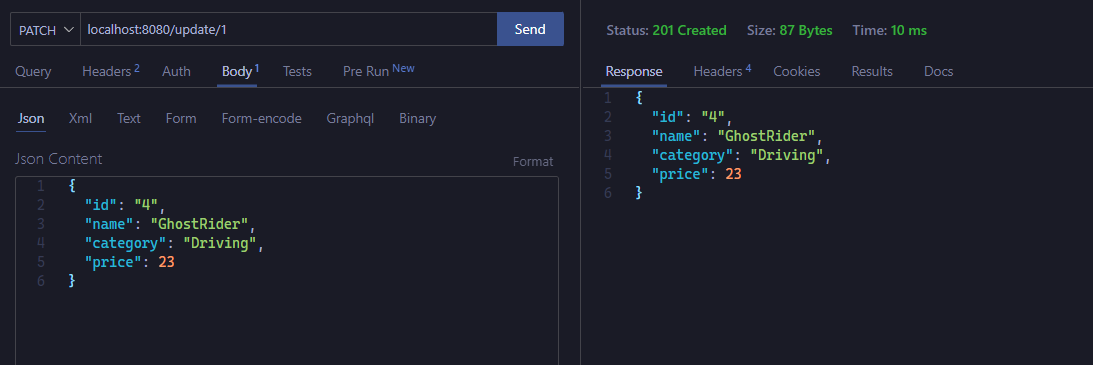 PATCH localhost:8080/update/1 Send
Query Headers 2 Auth Body 1 Tests Pre Run New
Json Xml Text Form Form-encode Graphql Binary
Json Content Format
1 {
2 "id": "4",
3 "name": "GhostRider",
4 "category": "Driving",
5 "price": 23
6 }
Status: 201 Created Size: 87 Bytes Time: 10 ms
Response Headers 4 Cookies Results Docs
1 {
2 "id": "4",
3 "name": "GhostRider",
4 "category": "Driving",
5 "price": 23
6 }